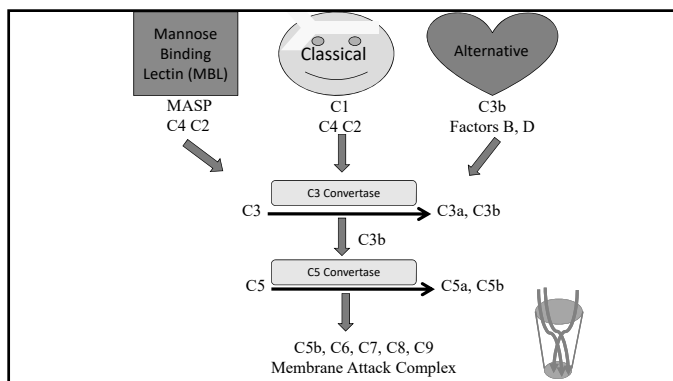 Mannose
Binding
Lectin (MBL)
Classical
Alternative
MASP
C4 C2
C1
C4 C2
C3b
Factors B, D
C3 Convertase
C3
C3a, C3b
C3b
C5 Convertase
C5
C5a, C5b
C5b, C6, C7, C8, C9
Membrane Attack Complex